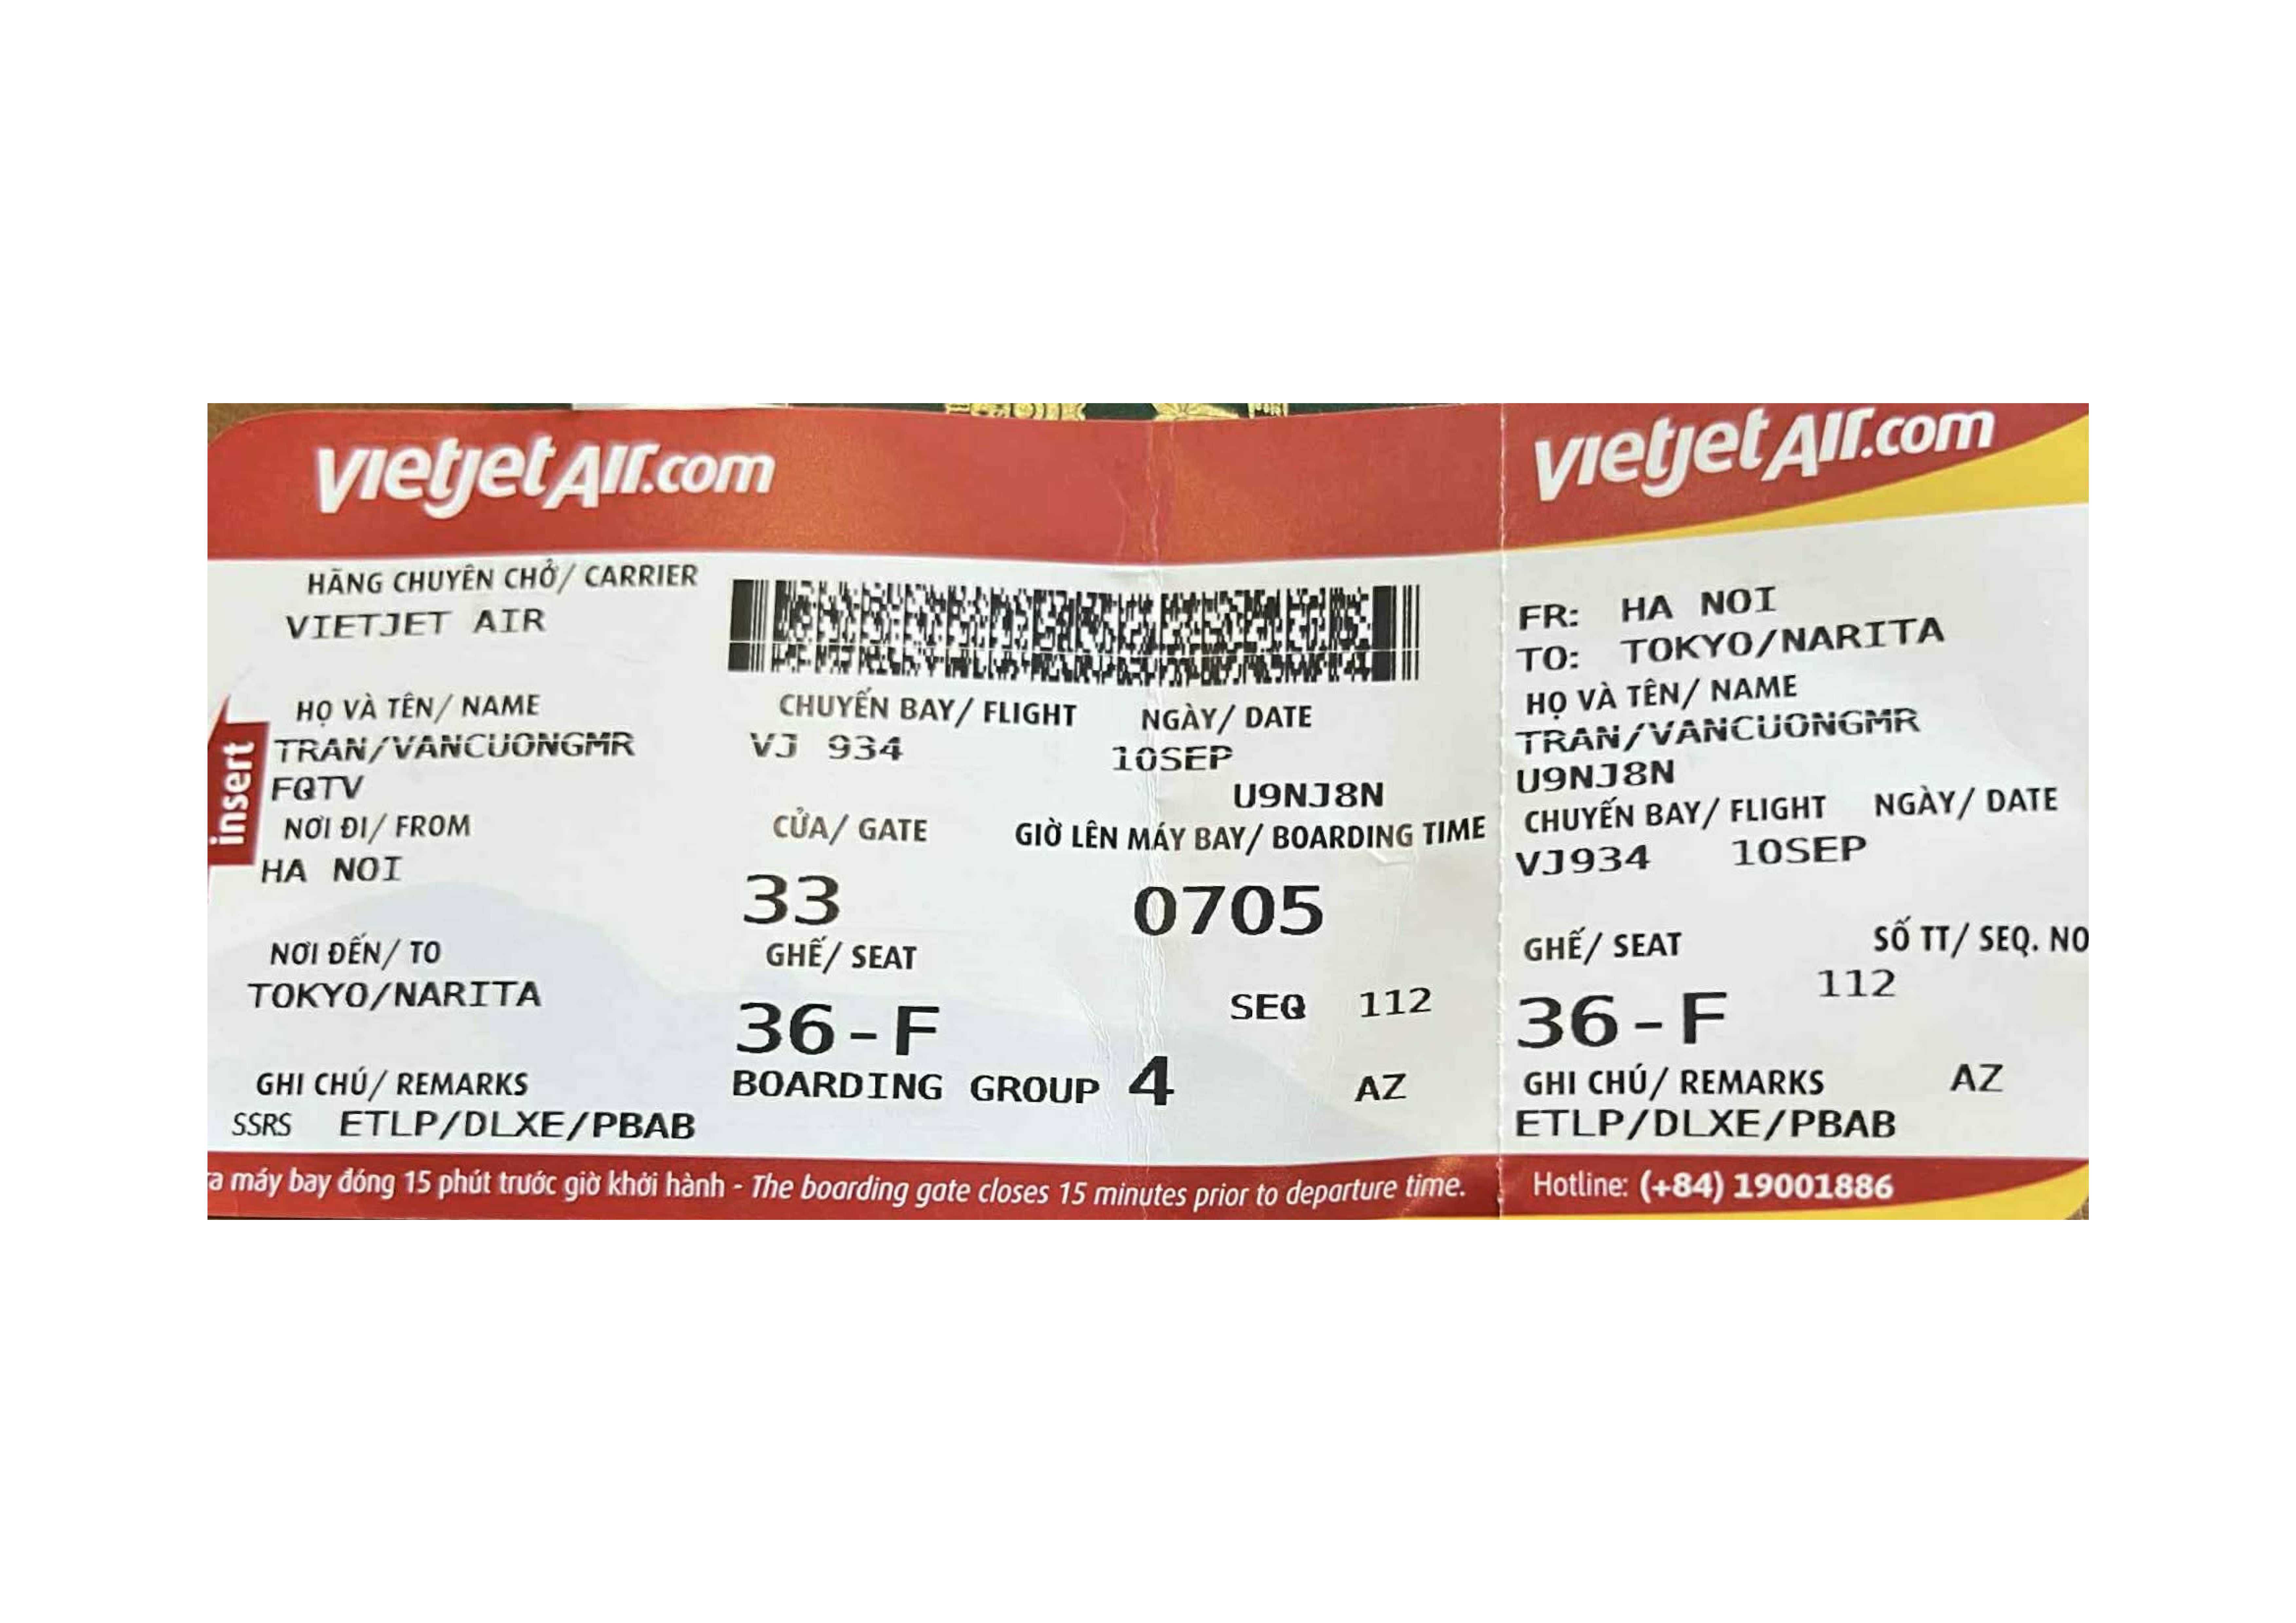 vietjetAir.com
HÃNG CHUYÊN CHỞ/ CARRIER
VIETJET AIR
HỌ VÀ TÊN/ NAME
TRAN/VANCUONGMR
FQTV
NƠI ĐI/ FROM
HA NOI
NƠI ĐẾN/ TO
TOKYO/NARITA
GHI CHÚ/ REMARKS
SSRS ETLP/DLXE/PBAB
insert
CHUYẾN BAY/ FLIGHT NGÀY/ DATE
VJ 934 10SEP
U9NJ8N
CỬA/ GATE GIỜ LÊN MÁY BAY/ BOARDING TIME
33 0705
GHẾ/ SEAT
36-F SEQ 112
BOARDING GROUP 4 AZ
a máy bay đóng 15 phút trước giờ khởi hành - The boarding gate closes 15 minutes prior to departure time.
vietjetAir.com
FR: HA NOI
TO: TOKYO/NARITA
HỌ VÀ TÊN/ NAME
TRAN/VANCUONGMR
U9NJ8N
CHUYẾN BAY/ FLIGHT NGÀY/ DATE
VJ934 10SEP
GHẾ/ SEAT SỐ TT/ SEQ. NO
36-F 112
GHI CHÚ/ REMARKS AZ
ETLP/DLXE/PBAB
Hotline: (+84) 19001886